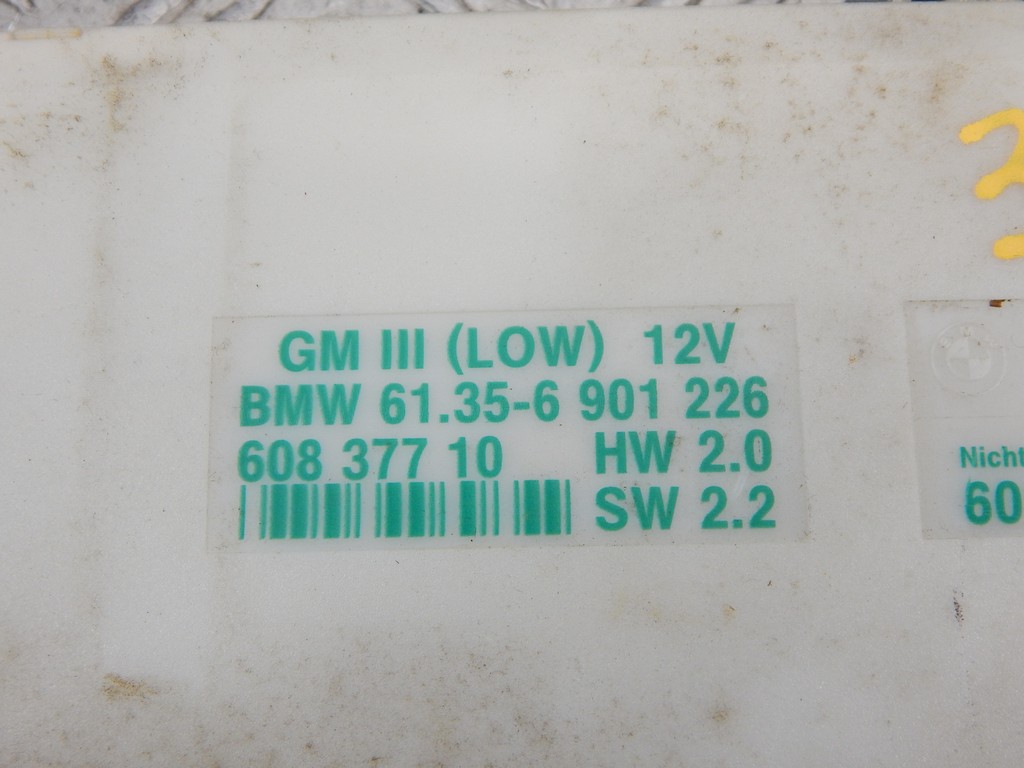 GM III (LOW) 12V
BMW 61.35-6 901 226
608 377 10 HW 2.0
SW 2.2
Nicht
60
3